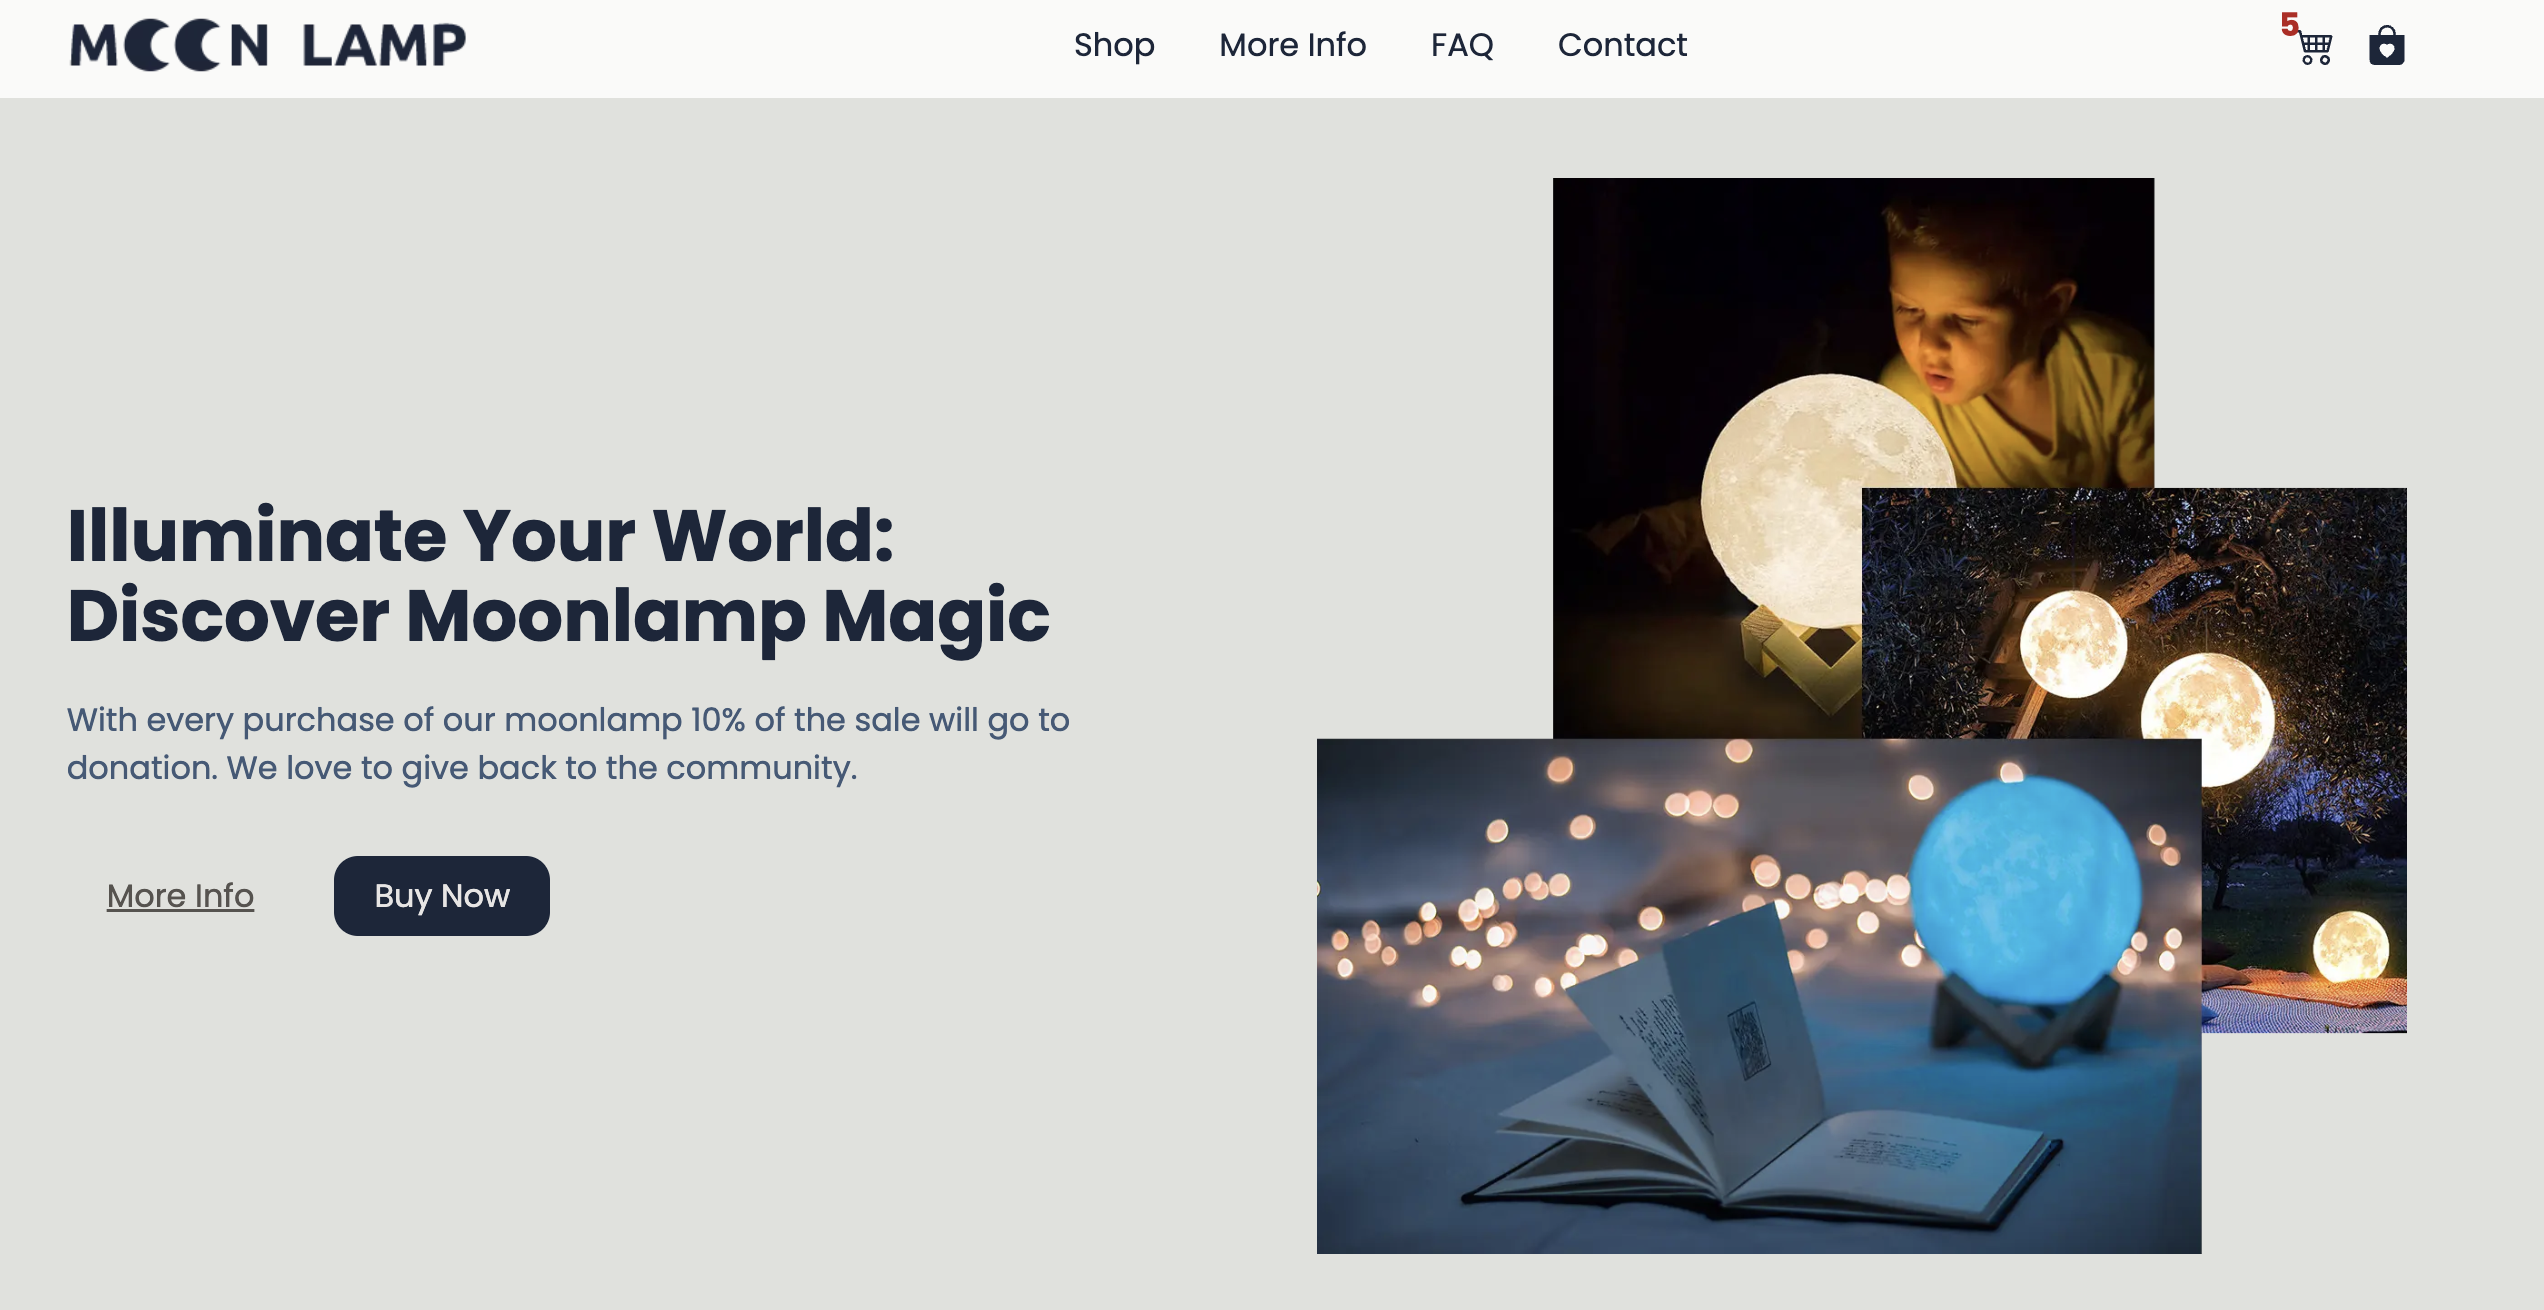 MOON LAMP
Shop More Info FAQ Contact
5
Illuminate Your World:
Discover Moonlamp Magic
With every purchase of our moonlamp 10% of the sale will go to
donation. We love to give back to the community.
More Info Buy Now